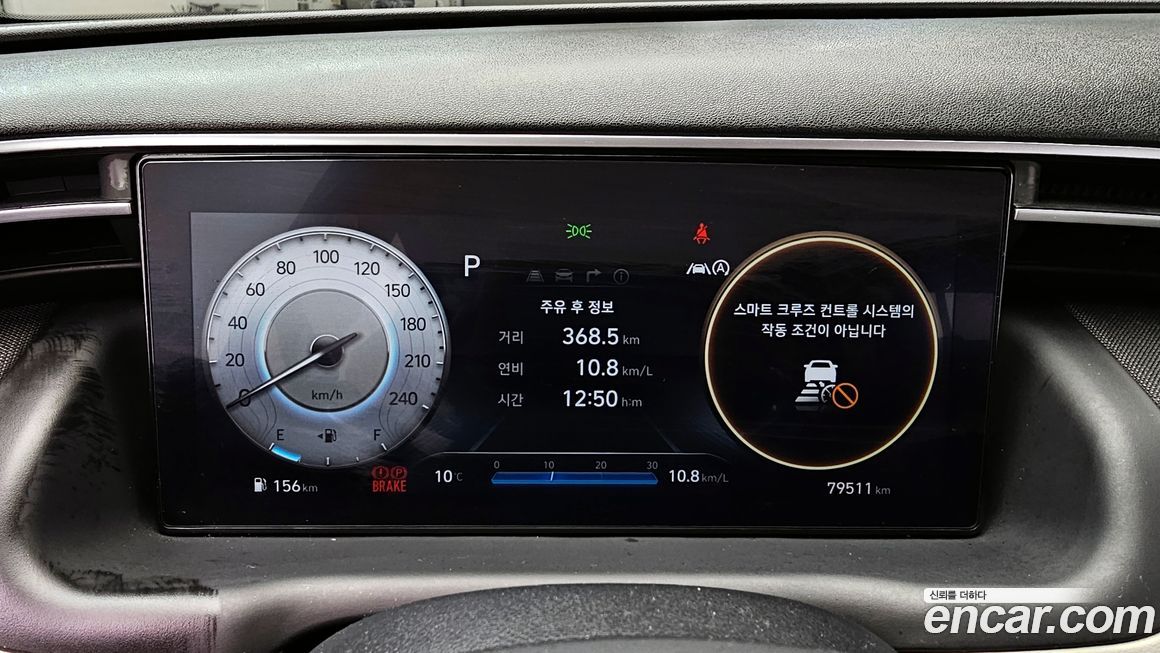 P
A
100
80 120
60 150
40 180
20 210
0 240
km/h
E F
156 km
BRAKE
P
주유 후 정보
거리 368.5 km
연비 10.8 km/L
시간 12:50 h:m
10°C
0 10 20 30
10.8 km/L
스마트 크루즈 컨트롤 시스템의
작동 조건이 아닙니다
79511 km
신뢰를 더하다
encar.com